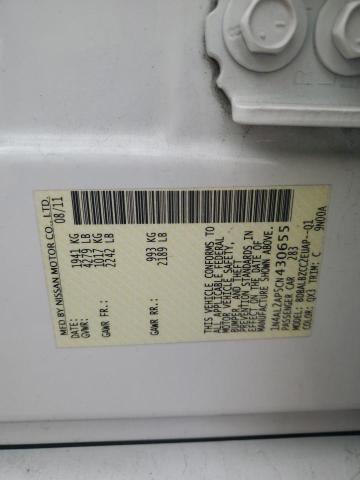 MFD BY NISSAN MOTOR CO., LTD.
DATE: 08/11
GVWR: 1941 KG
4279 LB
GAWR FR: 1017 KG
2242 LB
GAWR RR: 993 KG
2189 LB
THIS VEHICLE CONFORMS TO
ALL APPLICABLE U.S. FEDERAL
MOTOR VEHICLE SAFETY,
BUMPER, AND THEFT PREVENTION
STANDARDS IN
EFFECT ON THE DATE OF
MANUFACTURE SHOWN ABOVE.
1N4AL2AP5CN430655
PASSENGER CAR 283
MODEL: BDBALBZCC2EUAP--Q1
COLOR: QX3 TRIM: C 9N00A